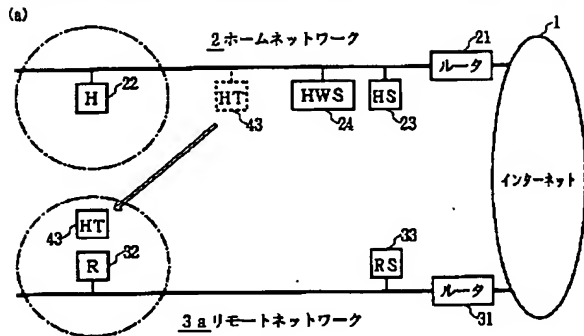 (a)
2 ホームネットワーク
21
1
ルータ
H
22
HT
43
HWS
24
HS
23
インターネット
HT
43
R
32
33
RS
ルータ
31
3a リモートネットワーク